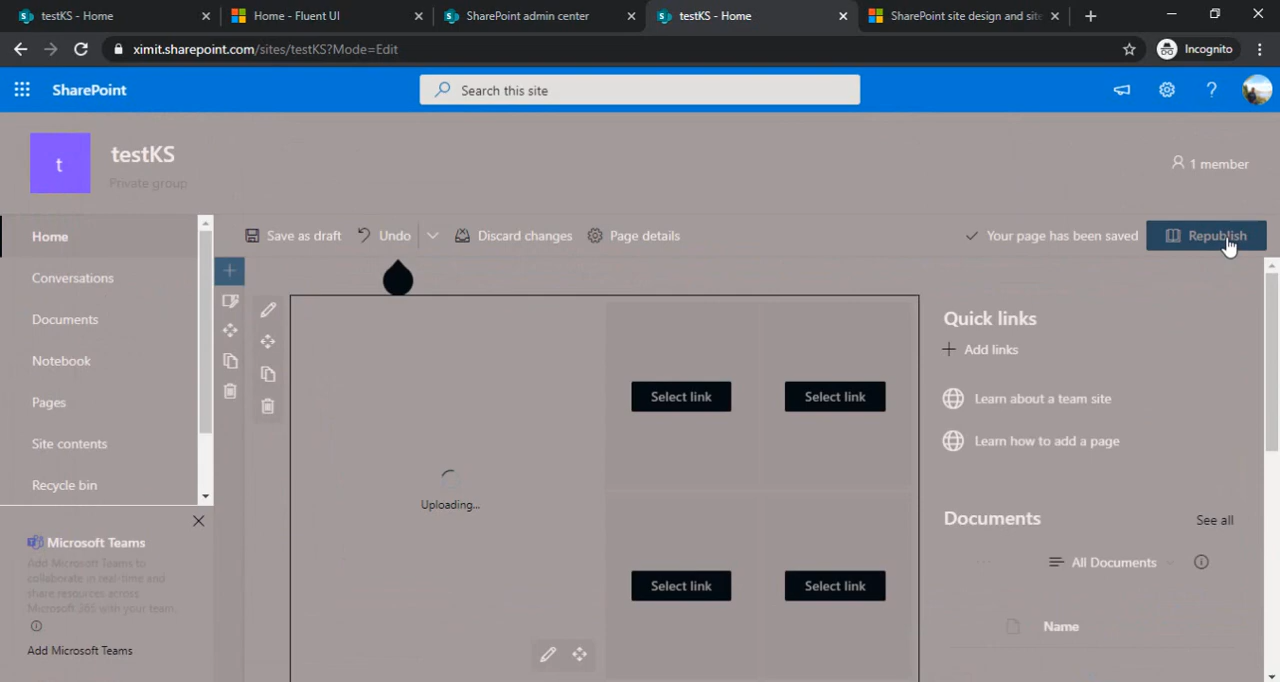 testKS - Home
Home - Fluent UI
SharePoint admin center
testKS - Home
SharePoint site design and site
ximit.sharepoint.com/sites/testKS?Mode=Edit
Incognito
SharePoint
Search this site
t
testKS
Private group
1 member
Home
Conversations
Documents
Notebook
Pages
Site contents
Recycle bin
Save as draft
Undo
Discard changes
Page details
Your page has been saved
Republish
Uploading...
Select link
Select link
Select link
Select link
Quick links
Add links
Learn about a team site
Learn how to add a page
Documents
See all
All Documents
Name
Microsoft Teams
Add Microsoft Teams to
collaborate in real-time and
share resources across
Microsoft 365 with your team.
Add Microsoft Teams